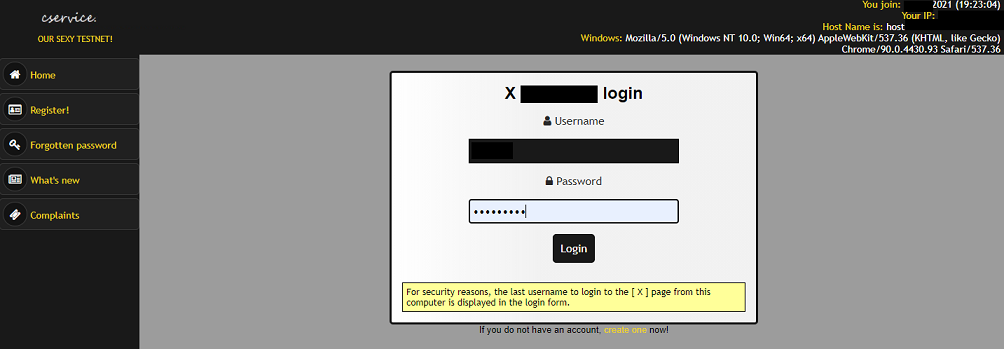 cservice.
OUR SEXY TESTNET!
You join: 2021 (19:23:04)
Your IP:
Host Name is: host
Windows: Mozilla/5.0 (Windows NT 10.0; Win64; x64) AppleWebKit/537.36 (KHTML, like Gecko)
Chrome/90.0.4430.93 Safari/537.36
Home
Register!
Forgotten password
What's new
Complaints
X login
Username
Password
•••••••••
Login
For security reasons, the last username to login to the [ X ] page from this
computer is displayed in the login form.
If you do not have an account, create one now!